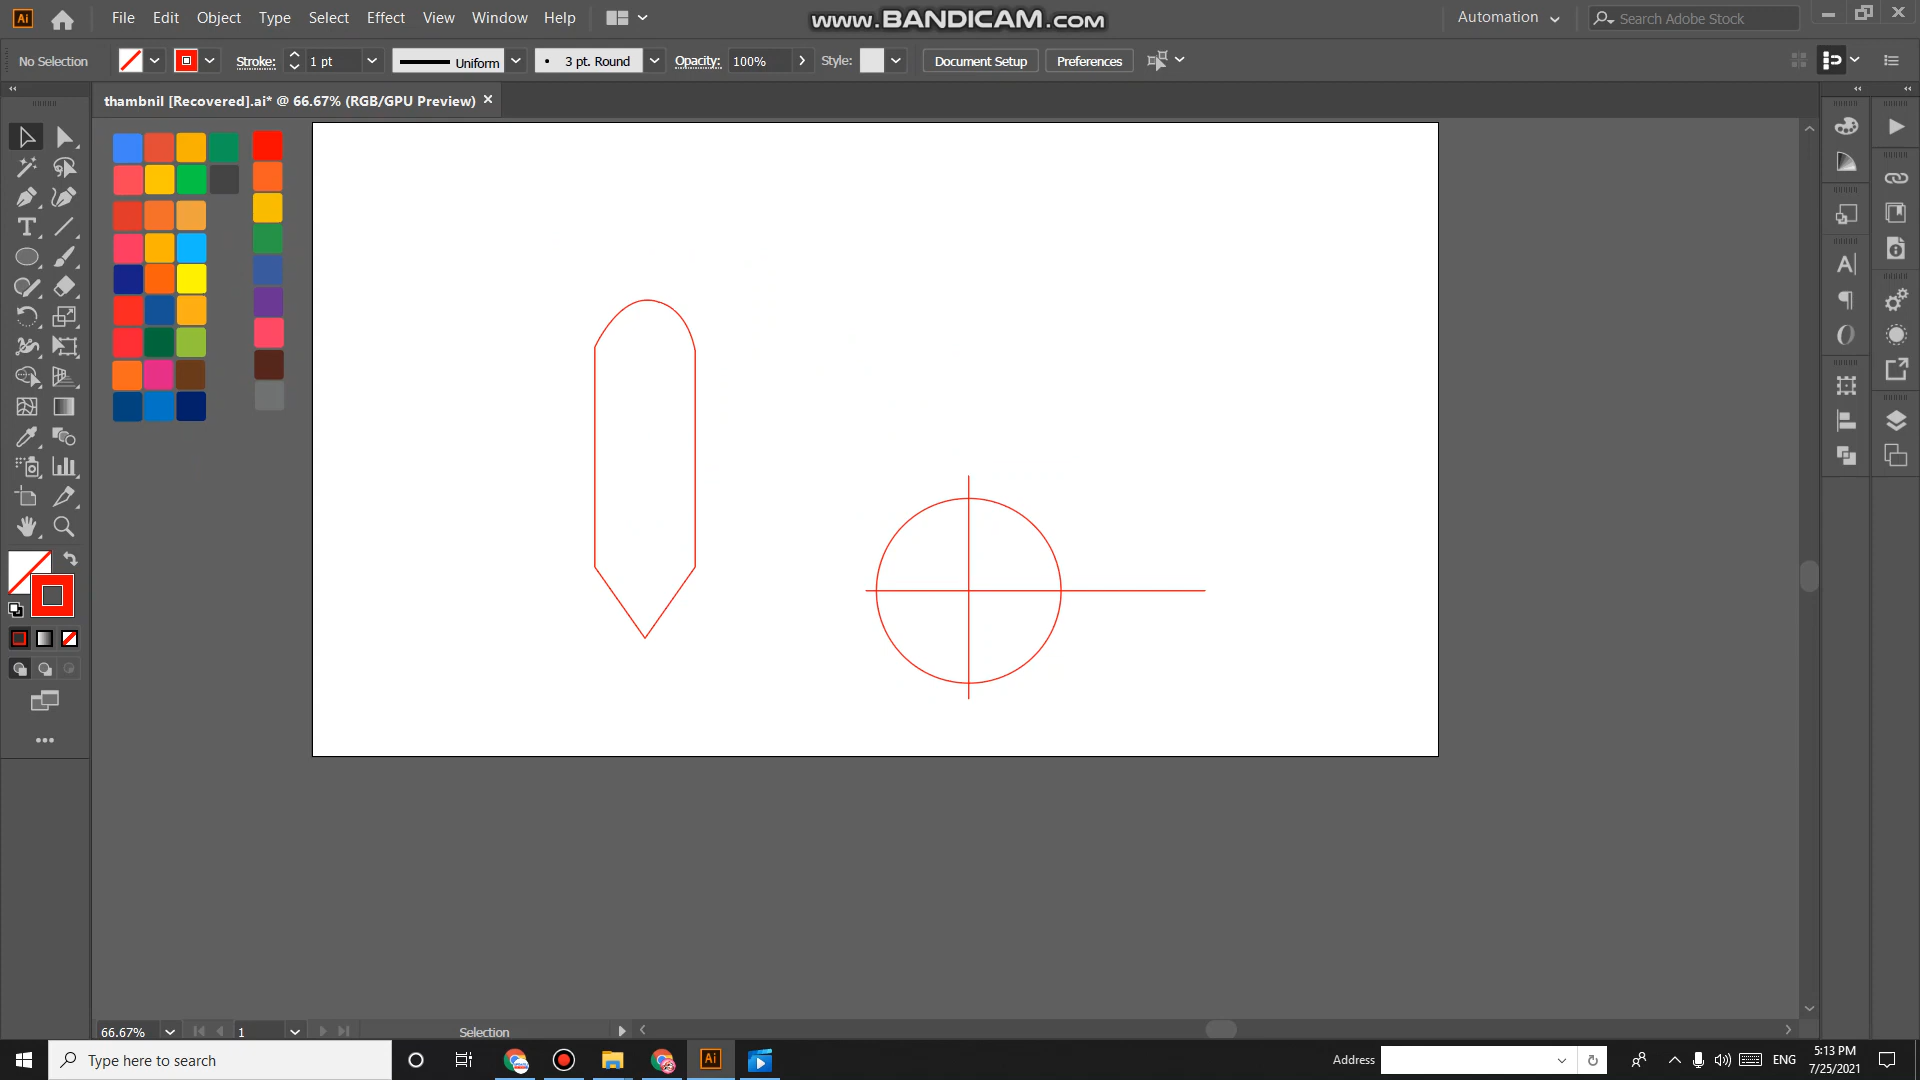 File Edit Object Type Select Effect View Window Help
www.BANDICAM.com
Automation
Search Adobe Stock
No Selection
Stroke: 1 pt
Uniform
3 pt. Round
Opacity: 100%
Style:
Document Setup
Preferences
thambnil [Recovered].ai* @ 66.67% (RGB/GPU Preview)
66.67%
1
Selection
Type here to search
Address
ENG
5:13 PM
7/25/2021